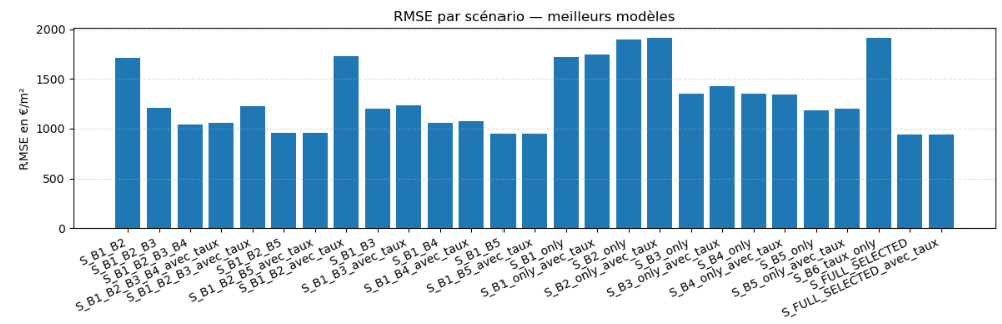 RMSE par scénario — meilleurs modèles
RMSE en €/m²
2000
1500
1000
500
0
S_B1_B2
S_B1_B2_B3
S_B1_B2_B3_B4
S_B1_B2_B3_B4_avec_taux
S_B1_B2_B3_avec_taux
S_B1_B2_B5
S_B1_B2_B5_avec_taux
S_B1_B2_avec_taux
S_B1_B3
S_B1_B3_avec_taux
S_B1_B4
S_B1_B4_avec_taux
S_B1_B5
S_B1_B5_avec_taux
S_B1_only
S_B1_only_avec_taux
S_B2_only
S_B2_only_avec_taux
S_B3_only
S_B3_only_avec_taux
S_B4_only
S_B4_only_avec_taux
S_B5_only
S_B5_only_avec_taux
S_B6_taux_only
S_FULL_SELECTED
S_FULL_SELECTED_avec_taux